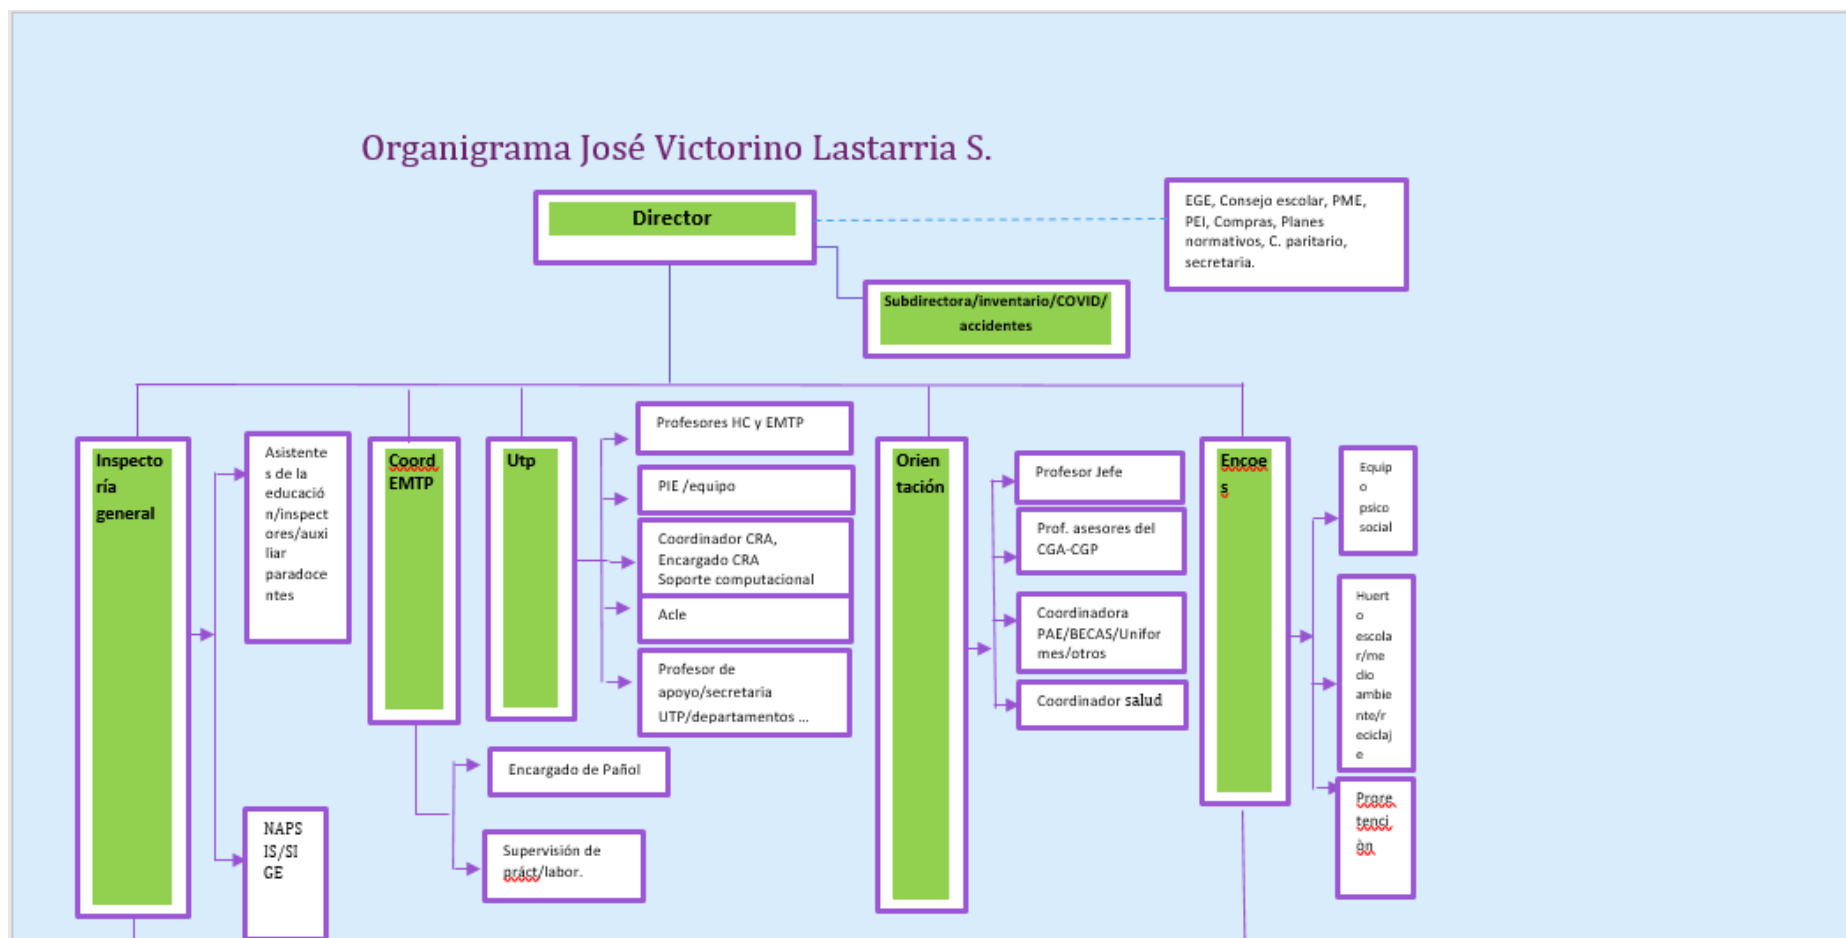 Organigrama José Victorino Lastarria S.
Director
EGE, Consejo escolar, PME,
PEI, Compras, Planes
normativos, C. paritario,
secretaria.
Subdirectora/inventario/COVID/
accidentes
Inspecto
ría
general
Asistente
s de la
educació
n/inspect
ores/auxi
liar
paradoce
ntes
NAPS
IS/SI
GE
Coord
EMTP
Encargado de Pañol
Supervisión de
práct/labor.
Utp
Profesores HC y EMTP
PIE /equipo
Coordinador CRA,
Encargado CRA
Soporte computacional
Acle
Profesor de
apoyo/secretaria
UTP/departamentos ...
Orien
tación
Profesor Jefe
Prof. asesores del
CGA-CGP
Coordinadora
PAE/BECAS/Unifor
mes/otros
Coordinador salud
Encoe
s
Equip
o
psico
social
Huert
o
escola
r/me
dio
ambie
nte/r
eciclaj
e
Prore
tenci
òn